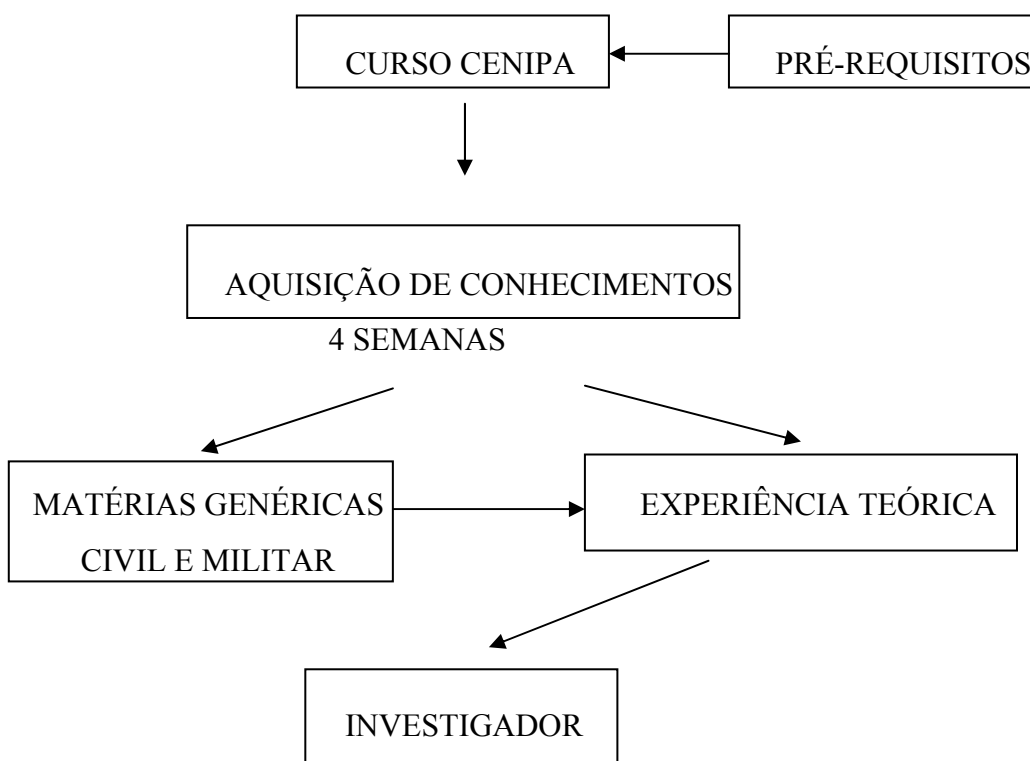 CURSO CENIPA
PRÉ-REQUISITOS
AQUISIÇÃO DE CONHECIMENTOS
4 SEMANAS
MATÉRIAS GENÉRICAS
CIVIL E MILITAR
EXPERIÊNCIA TEÓRICA
INVESTIGADOR